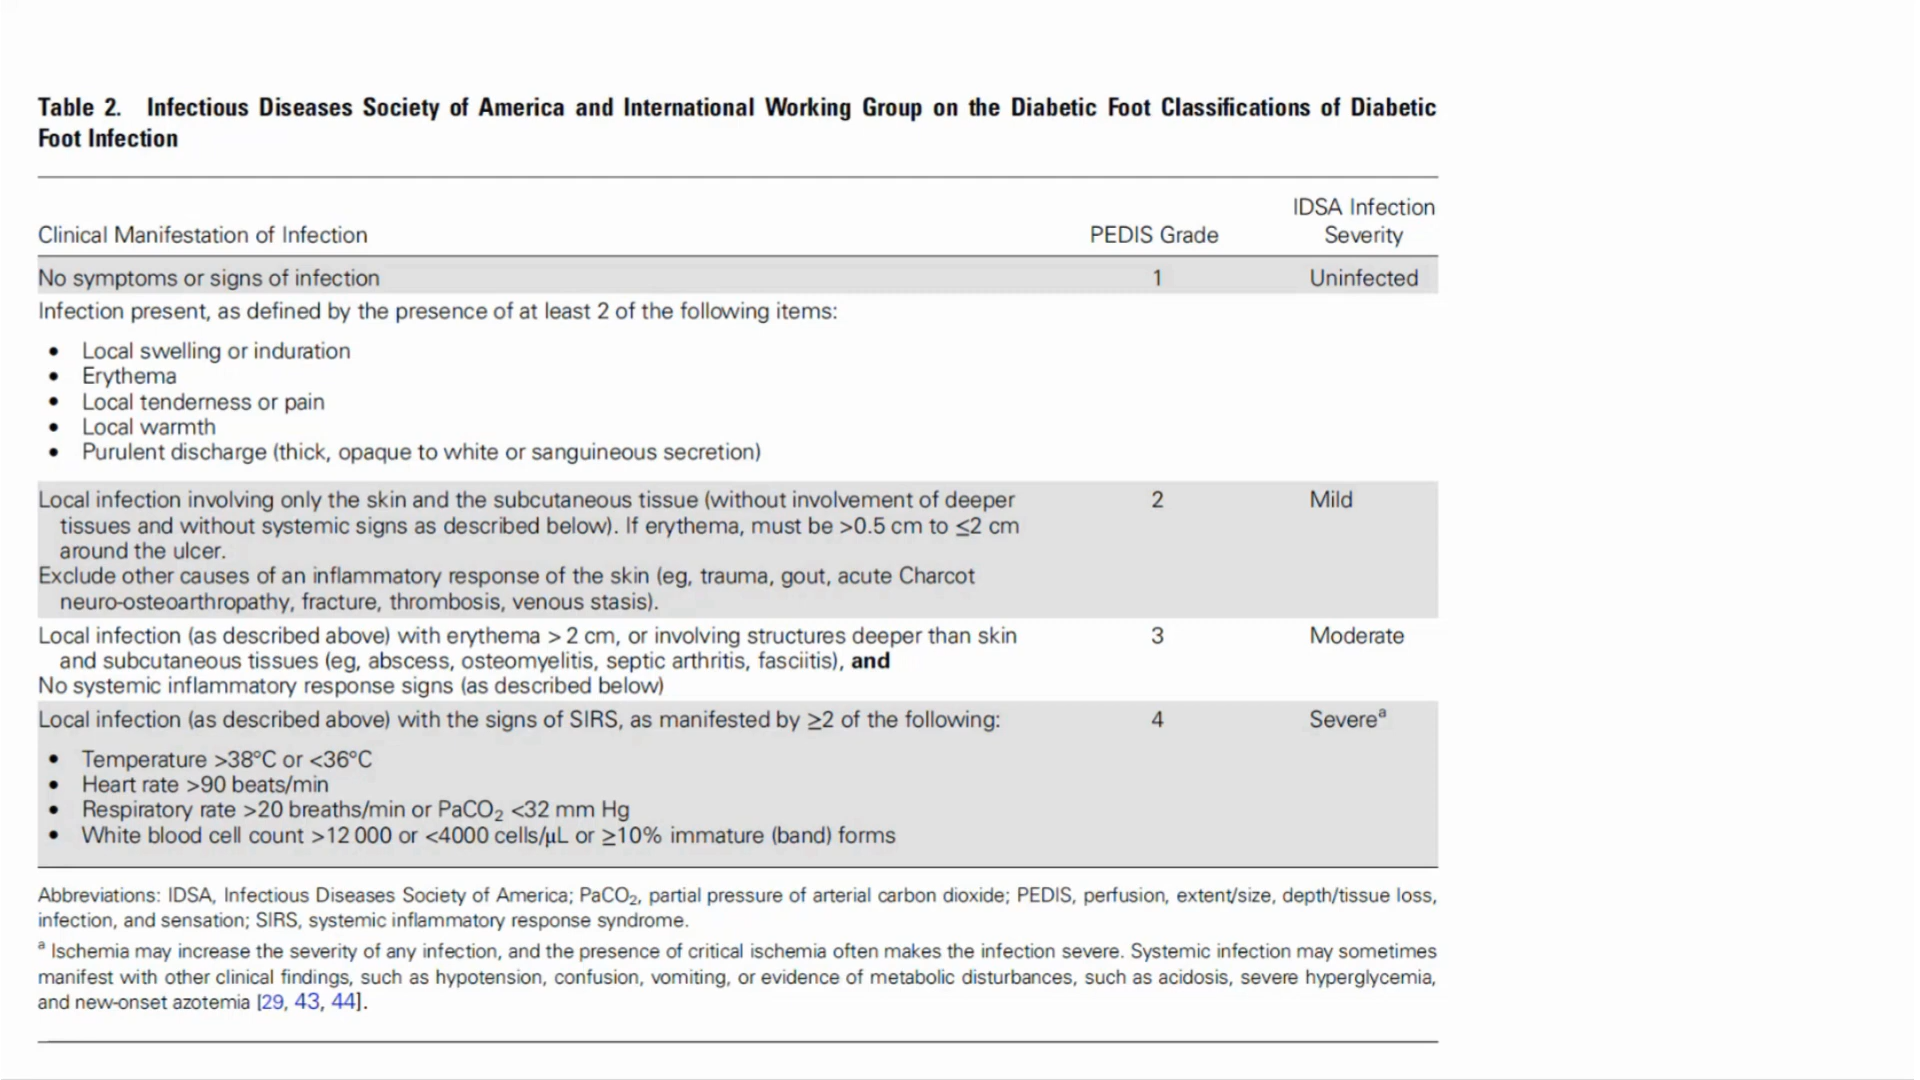 Table 2. Infectious Diseases Society of America and International Working Group on the Diabetic Foot Classifications of Diabetic
Foot Infection
Clinical Manifestation of Infection PEDIS Grade IDSA Infection
Severity
No symptoms or signs of infection 1 Uninfected
Infection present, as defined by the presence of at least 2 of the following items:
• Local swelling or induration
• Erythema
• Local tenderness or pain
• Local warmth
• Purulent discharge (thick, opaque to white or sanguineous secretion)
Local infection involving only the skin and the subcutaneous tissue (without involvement of deeper 2 Mild
tissues and without systemic signs as described below). If erythema, must be >0.5 cm to ≤2 cm
around the ulcer.
Exclude other causes of an inflammatory response of the skin (eg, trauma, gout, acute Charcot
neuro-osteoarthropathy, fracture, thrombosis, venous stasis).
Local infection (as described above) with erythema > 2 cm, or involving structures deeper than skin 3 Moderate
and subcutaneous tissues (eg, abscess, osteomyelitis, septic arthritis, fasciitis), and
No systemic inflammatory response signs (as described below)
Local infection (as described above) with the signs of SIRS, as manifested by ≥2 of the following: 4 Severeª
• Temperature >38°C or <36°C
• Heart rate >90 beats/min
• Respiratory rate >20 breaths/min or PaCO₂ <32 mm Hg
• White blood cell count >12 000 or <4000 cells/μL or ≥10% immature (band) forms
Abbreviations: IDSA, Infectious Diseases Society of America; PaCO₂, partial pressure of arterial carbon dioxide; PEDIS, perfusion, extent/size, depth/tissue loss,
infection, and sensation; SIRS, systemic inflammatory response syndrome.
ª Ischemia may increase the severity of any infection, and the presence of critical ischemia often makes the infection severe. Systemic infection may sometimes
manifest with other clinical findings, such as hypotension, confusion, vomiting, or evidence of metabolic disturbances, such as acidosis, severe hyperglycemia,
and new-onset azotemia [29, 43, 44].